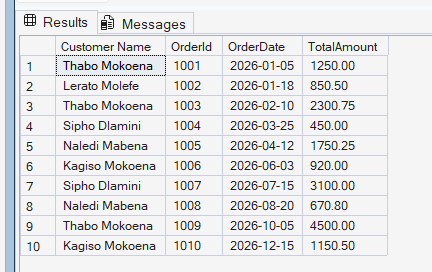 Results Messages
Customer Name OrderId OrderDate TotalAmount
1 Thabo Mokoena 1001 2026-01-05 1250.00
2 Lerato Molefe 1002 2026-01-18 850.50
3 Thabo Mokoena 1003 2026-02-10 2300.75
4 Sipho Dlamini 1004 2026-03-25 450.00
5 Naledi Mabena 1005 2026-04-12 1750.25
6 Kagiso Mokoena 1006 2026-06-03 920.00
7 Sipho Dlamini 1007 2026-07-15 3100.00
8 Naledi Mabena 1008 2026-08-20 670.80
9 Thabo Mokoena 1009 2026-10-05 4500.00
10 Kagiso Mokoena 1010 2026-12-15 1150.50